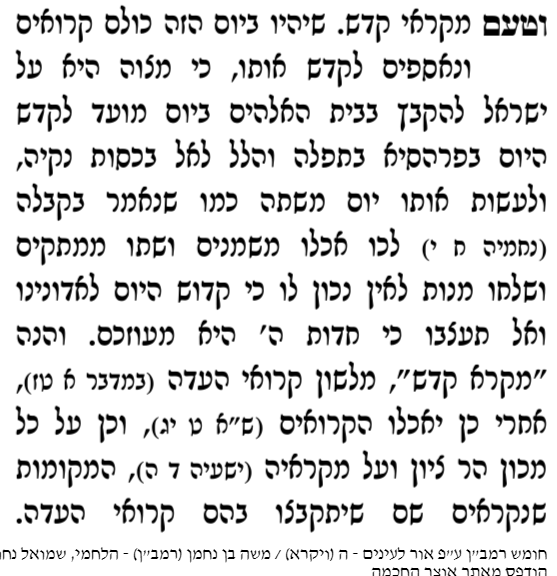 וטעם מקראי קדש. שיהיו ביום הזה כולם קרואים
ונאספים לקדש אותו, כי מצוה היא על
ישראל להקבץ בבית האלהים ביום מועד לקדש
היום בפרהסיא בתפלה והלל לאל בכסות נקיה,
ולעשות אותו יום משתה כמו שנאמר בקבלה
(נחמיה ח י) לכו אכלו משמנים ושתו ממתקים
ושלחו מנות לאין נכון לו כי קדוש היום לאדונינו
ואל תעצבו כי חדות ה' היא מעוזכם. והנה
"מקרא קדש", מלשון קרואי העדה (במדבר א טז),
אחרי כן יאכלו הקרואים (ש"א ט יג), וכן על כל
מכון הר ציון ועל מקראיה (ישעיה ד ה), המקומות
שנקראים שם שיתקבצו בהם קרואי העדה.
חומש רמב"ן ע"פ אור לעינים - ה (ויקרא) / משה בן נחמן (רמב"ן) - הלחמי, שמואל
הודפס מאתר אוצר החכמה